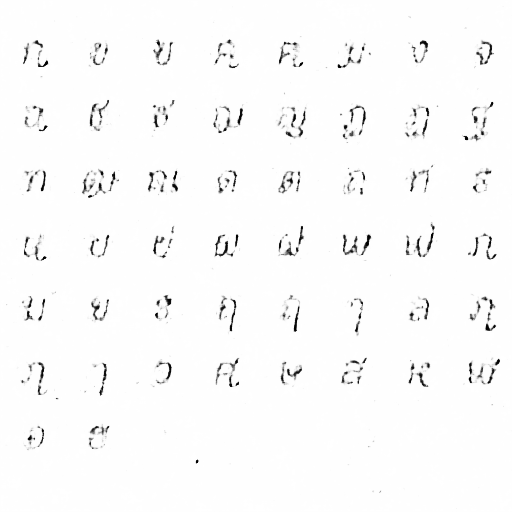 ก ข ฃ ค ฅ ฆ ง จ
ฉ ช ซ ฌ ญ ฎ ฏ ฐ
ฑ ฒ ณ ด ต ถ ท ธ
น บ ป ผ ฝ พ ฟ ภ
ม ย ร ฤ ฤ ๅ ล ฦ
ฦ ๅ ว ศ ษ ส ห ฬ
อ ฮ